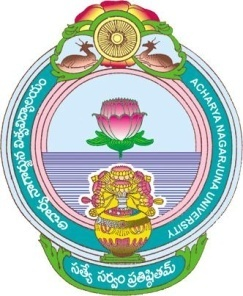 ఆచార్య నాగార్జున విశ్వవిద్యాలయం
ACHARYA NAGARJUNA UNIVERSITY
సత్యే సర్వం ప్రతిష్ఠితమ్